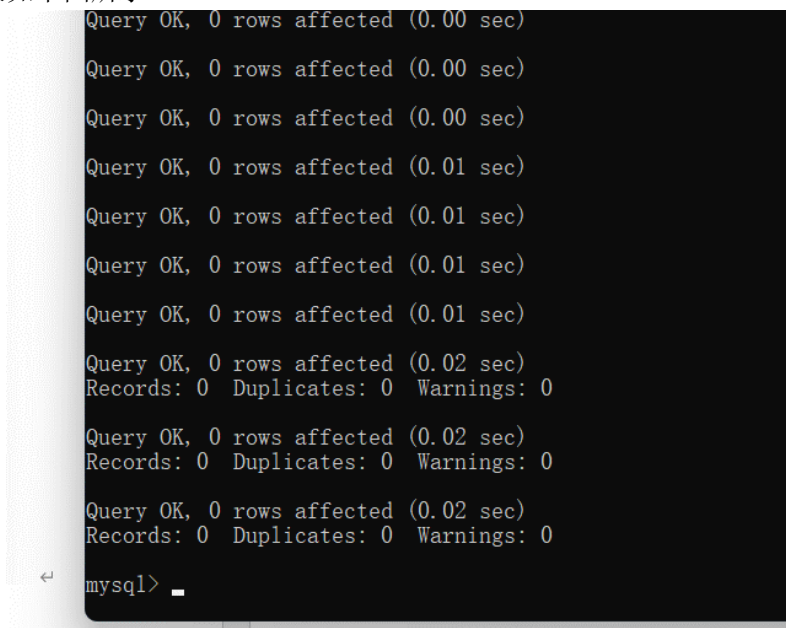 Query OK, 0 rows affected (0.00 sec)
Query OK, 0 rows affected (0.00 sec)
Query OK, 0 rows affected (0.00 sec)
Query OK, 0 rows affected (0.01 sec)
Query OK, 0 rows affected (0.01 sec)
Query OK, 0 rows affected (0.01 sec)
Query OK, 0 rows affected (0.01 sec)
Query OK, 0 rows affected (0.02 sec)
Records: 0  Duplicates: 0  Warnings: 0
Query OK, 0 rows affected (0.02 sec)
Records: 0  Duplicates: 0  Warnings: 0
Query OK, 0 rows affected (0.02 sec)
Records: 0  Duplicates: 0  Warnings: 0
mysql>